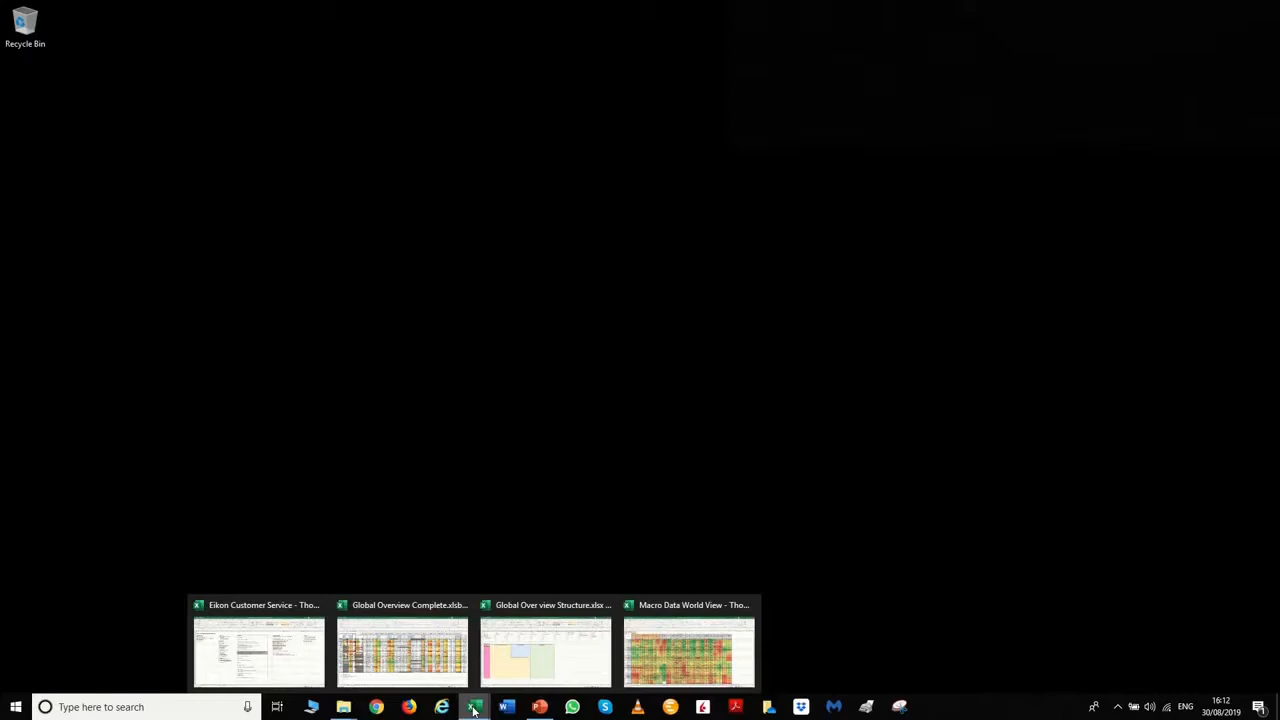 Recycle Bin
Eikon Customer Service - Tho...
Global Overview Complete.xlsb...
Global Over view Structure.xlsx ...
Macro Data World View - Tho...
Type here to search
ENG
16:12
30/08/2019